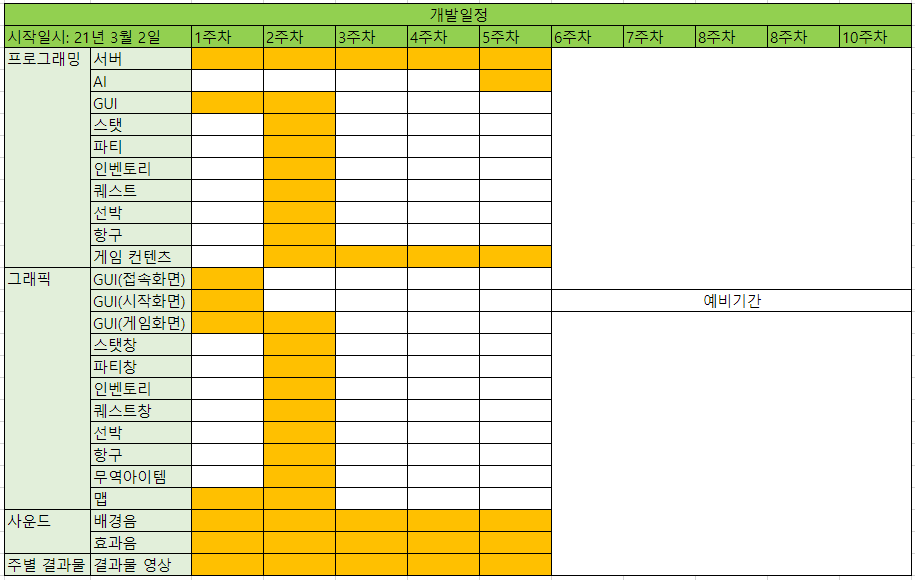 개발일정
시작일시: 21년 3월 2일 1주차 2주차 3주차 4주차 5주차 6주차 7주차 8주차 8주차 10주차
프로그래밍 서버
AI
GUI
스탯
파티
인벤토리
퀘스트
선박
항구
게임 컨텐츠
그래픽 GUI(접속화면)
GUI(시작화면) 예비기간
GUI(게임화면)
스탯창
파티창
인벤토리
퀘스트창
선박
항구
무역아이템
맵
사운드 배경음
효과음
주별 결과물 결과물 영상